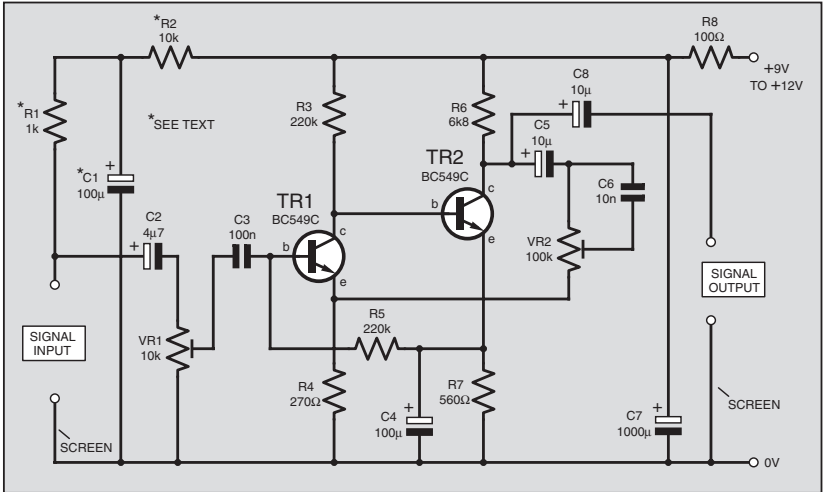 *R2
10k
R8
100Ω
+9V
TO +12V
*R1
1k
*SEE TEXT
R3
220k
R6
6k8
C8
10μ
+
*C1
100μ
+
TR1
BC549C
TR2
BC549C
C5
10μ
+
C6
10n
C2
4μ7
+
C3
100n
b
c
e
b
c
e
VR2
100k
SIGNAL
INPUT
SIGNAL
OUTPUT
VR1
10k
R5
220k
R4
270Ω
C4
100μ
+
R7
560Ω
C7
1000μ
+
SCREEN
SCREEN
0V